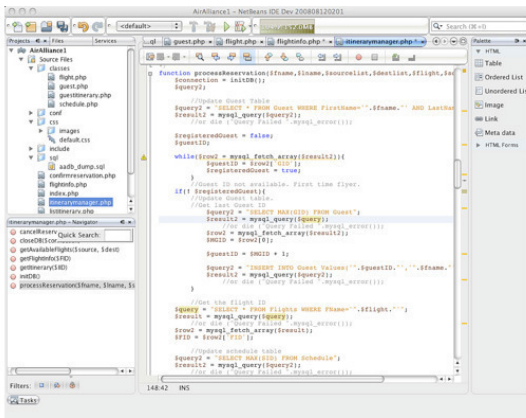 AirAlliance1 - NetBeans IDE Dev 200808120201
<default>
Search (⌘+I)
Projects
Files
Services
AirAlliance1
Source Files
classes
flight.php
guest.php
guestitinerary.php
schedule.php
conf
css
images
default.css
include
sql
aadb_dump.sql
confirmreservation.php
flightinfo.php
index.php
itinerarymanager.php
listitinerary.php
itinerarymanager.php - Navigator
cancelReserv
Quick Search:
closeDB($con
getAvailableFlights($source, $dest)
getFlightInfo($FID)
getItinerary($IID)
initDB()
processReservation($fname, $lname, $s
Filters:
Tasks
...ql
guest.php
flight.php
flightinfo.php *
itinerarymanager.php *
function processReservation($fname,$lname,$sourcelist,$destlist,$flight,$s
$connection = initDB();
$query2;
//Update Guest Table
$query2 = "SELECT * FROM Guest WHERE FirstName='".$fname."' AND LastNam
$result2 = mysql_query($query2);
//or die ("Query Failed ".mysql_error());
$registeredGuest = false;
$guestID;
while($row2 = mysql_fetch_array($result2)){
$guestID = $row2['GID'];
$registeredGuest = true;
}
//Guest ID not available. First time flyer.
if(! $registeredGuest){
//Update Guest table.
//Get last Guest ID
$query2 = "SELECT MAX(GID) FROM Guest";
$result2 = mysql_query($query);
//or die ("Query Failed ".mysql_error());
$row2 = mysql_fetch_array($result2);
$MGID = $row2[0];
$guestID = $MGID + 1;
$query2 = "INSERT INTO Guest Values('".$guestID."','".$fname."
$result2 = mysql_query($query2);
//or die ("Query Failed ".mysql_error());
}
//Get the flight ID
$query = "SELECT * FROM Flights WHERE FName='".$flight."'";
$result = mysql_query($query);
//or die ("Query Failed ".mysql_error());
$row2 = mysql_fetch_array($result);
$FID = $row2['FID'];
//Update schedule table
$query2 = "SELECT MAX(SID) FROM Schedule";
$result2 = mysql_query($query2);
//or die ("Query Failed ".mysql_error());
148:42
INS
Palette
HTML
Table
Ordered List
Unordered Li
Image
Link
Meta data
HTML Forms